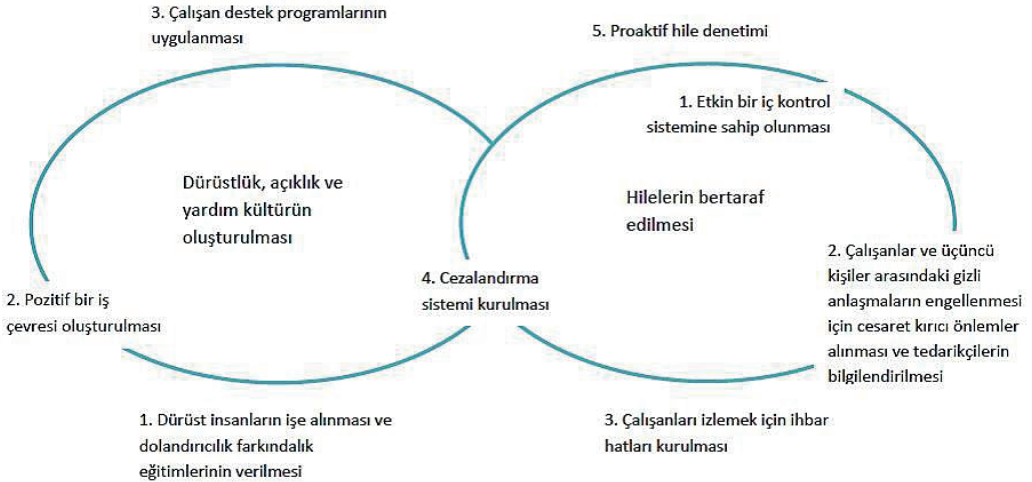 3. Çalışan destek programlarının
uygulanması
5. Proaktif hile denetimi
1. Etkin bir iç kontrol
sistemine sahip olunması
Dürüstlük, açıklık ve
yardım kültürün
oluşturulması
Hilelerin bertaraf
edilmesi
2. Çalışanlar ve üçüncü
kişiler arasındaki gizli
anlaşmaların engellenmesi
için cesaret kırıcı önlemler
alınması ve tedarikçilerin
bilgilendirilmesi
4. Cezalandırma
sistemi kurulması
2. Pozitif bir iş
çevresi oluşturulması
1. Dürüst insanların işe alınması ve
dolandırıcılık farkındalık
eğitimlerinin verilmesi
3. Çalışanları izlemek için ihbar
hatları kurulması